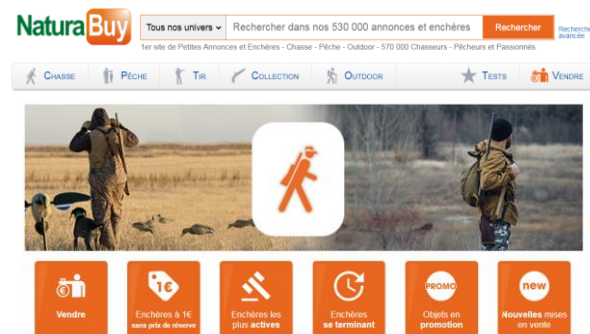 NaturaBuy
Tous nos univers
Rechercher dans nos 530 000 annonces et enchères
Rechercher
Recherche
avancée
1er site de Petites Annonces et Enchères - Chasse - Pêche - Outdoor - 570 000 Chasseurs - Pêcheurs et Passionnés
CHASSE
PÊCHE
TIR
COLLECTION
OUTDOOR
TESTS
VENDRE
Vendre
1€
Enchères à 1€
sans prix de réserve
Enchères les
plus actives
Enchères
se terminant
PROMO
Objets en
promotion
new
Nouvelles mises
en vente